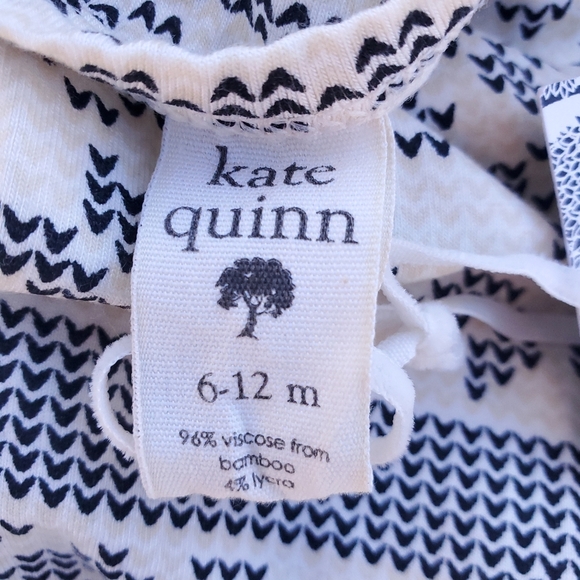 kate
quinn
6-12 m
96% viscose from
bamboo
4% lycra